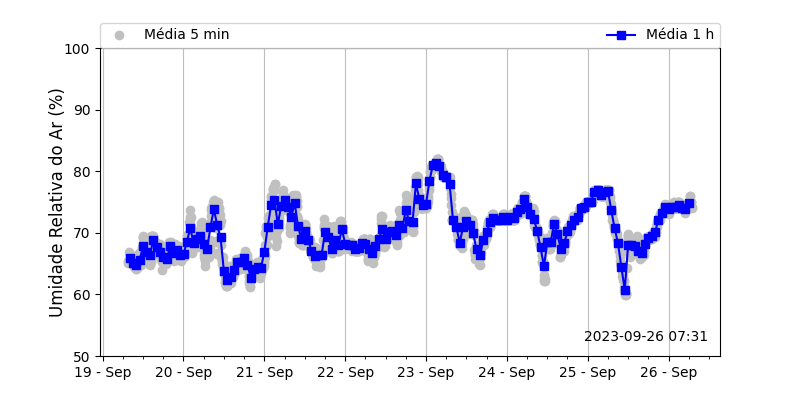 Média 5 min
Média 1 h
100
90
80
70
60
50
Umidade Relativa do Ar (%)
2023-09-26 07:31
19 - Sep
20 - Sep
21 - Sep
22 - Sep
23 - Sep
24 - Sep
25 - Sep
26 - Sep